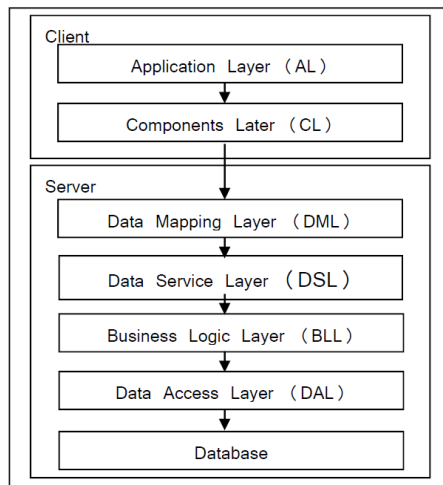 Client
Application Layer （AL）
Components Later （CL）
Server
Data Mapping Layer （DML）
Data Service Layer （DSL）
Business Logic Layer （BLL）
Data Access Layer （DAL）
Database